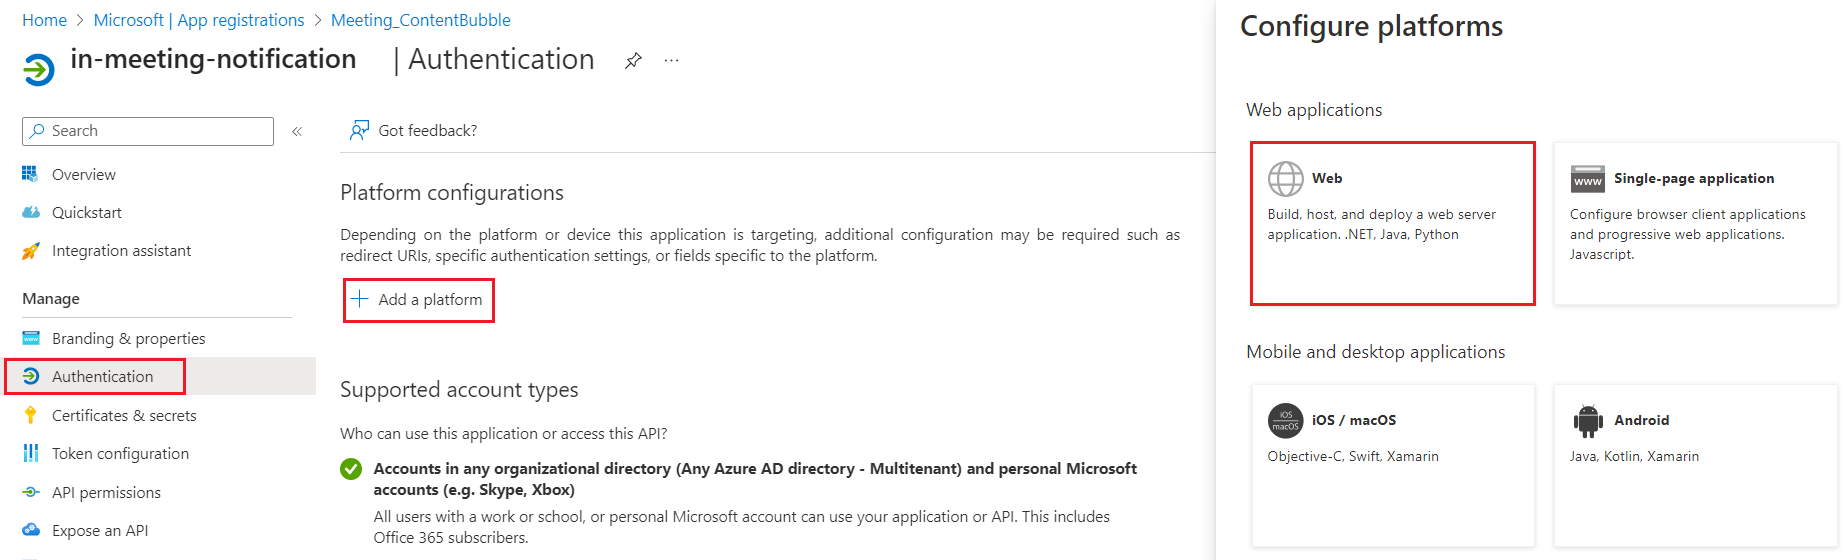 Home > Microsoft | App registrations > Meeting_ContentBubble
in-meeting-notification | Authentication
Search
Got feedback?
Overview
Quickstart
Integration assistant
Manage
Branding & properties
Authentication
Certificates & secrets
Token configuration
API permissions
Expose an API
Platform configurations
Depending on the platform or device this application is targeting, additional configuration may be required such as
redirect URIs, specific authentication settings, or fields specific to the platform.
Add a platform
Supported account types
Who can use this application or access this API?
Accounts in any organizational directory (Any Azure AD directory - Multitenant) and personal Microsoft
accounts (e.g. Skype, Xbox)
All users with a work or school, or personal Microsoft account can use your application or API. This includes
Office 365 subscribers.
Configure platforms
Web applications
Web
Build, host, and deploy a web server
application. .NET, Java, Python
www
Single-page application
Configure browser client applications
and progressive web applications.
Javascript.
Mobile and desktop applications
iOS
macOS
iOS / macOS
Objective-C, Swift, Xamarin
Android
Java, Kotlin, Xamarin